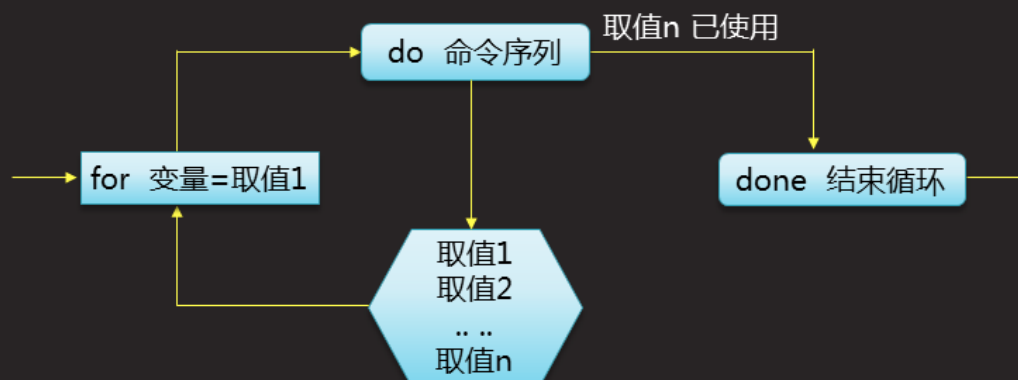 取值n 已使用
do 命令序列
for 变量=取值1
done 结束循环
取值1
取值2
.. ..
取值n